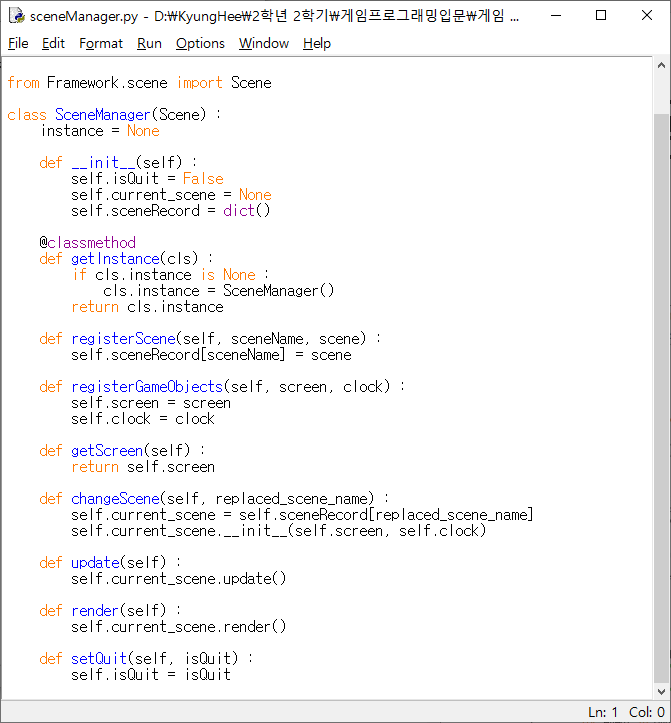 sceneManager.py - D:₩KyungHee₩2학년 2학기₩게임프로그래밍입문₩게임 ...
File Edit Format Run Options Window Help
from Framework.scene import Scene
class SceneManager(Scene) :
    instance = None
    def __init__(self) :
        self.isQuit = False
        self.current_scene = None
        self.sceneRecord = dict()
    @classmethod
    def getInstance(cls) :
        if cls.instance is None :
            cls.instance = SceneManager()
        return cls.instance
    def registerScene(self, sceneName, scene) :
        self.sceneRecord[sceneName] = scene
    def registerGameObjects(self, screen, clock) :
        self.screen = screen
        self.clock = clock
    def getScreen(self) :
        return self.screen
    def changeScene(self, replaced_scene_name) :
        self.current_scene = self.sceneRecord[replaced_scene_name]
        self.current_scene.__init__(self.screen, self.clock)
    def update(self) :
        self.current_scene.update()
    def render(self) :
        self.current_scene.render()
    def setQuit(self, isQuit) :
        self.isQuit = isQuit
Ln: 1 Col: 0